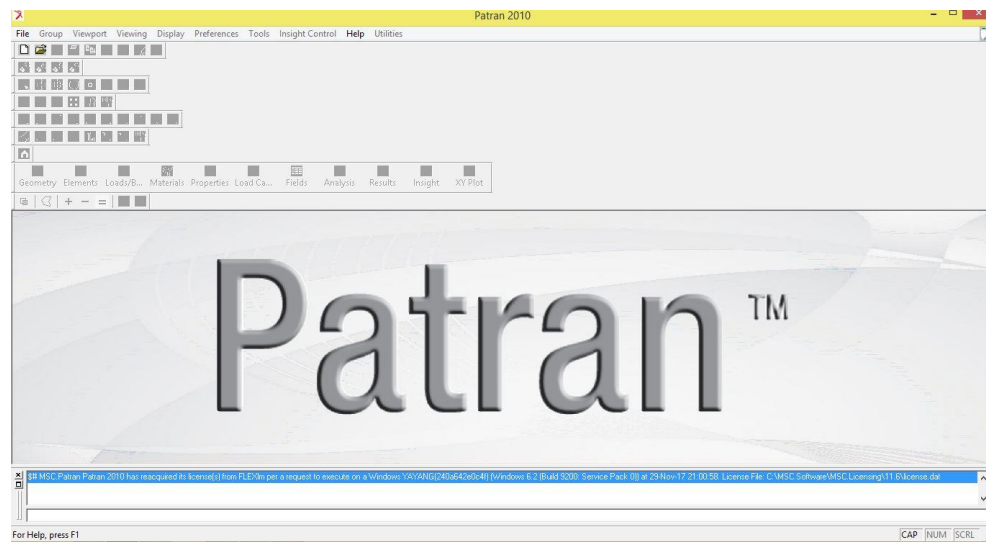 Patran 2010
File Group Viewport Viewing Display Preferences Tools Insight Control Help Utilities
Geometry Elements Loads/B... Materials Properties Load Ca... Fields Analysis Results Insight XY Plot
Patran TM
$# MSC.Patran Patran 2010 has reacquired its license(s) from FLEXlm per a request to execute on a Windows YAYANG(240a642e0c4f) (Windows 6.2 (Build 9200: Service Pack 0)) at 29-Nov-17 21:00:58. License File: C:\MSC.Software\MSC.Licensing\11.6\license.dat
For Help, press F1 CAP NUM SCRL